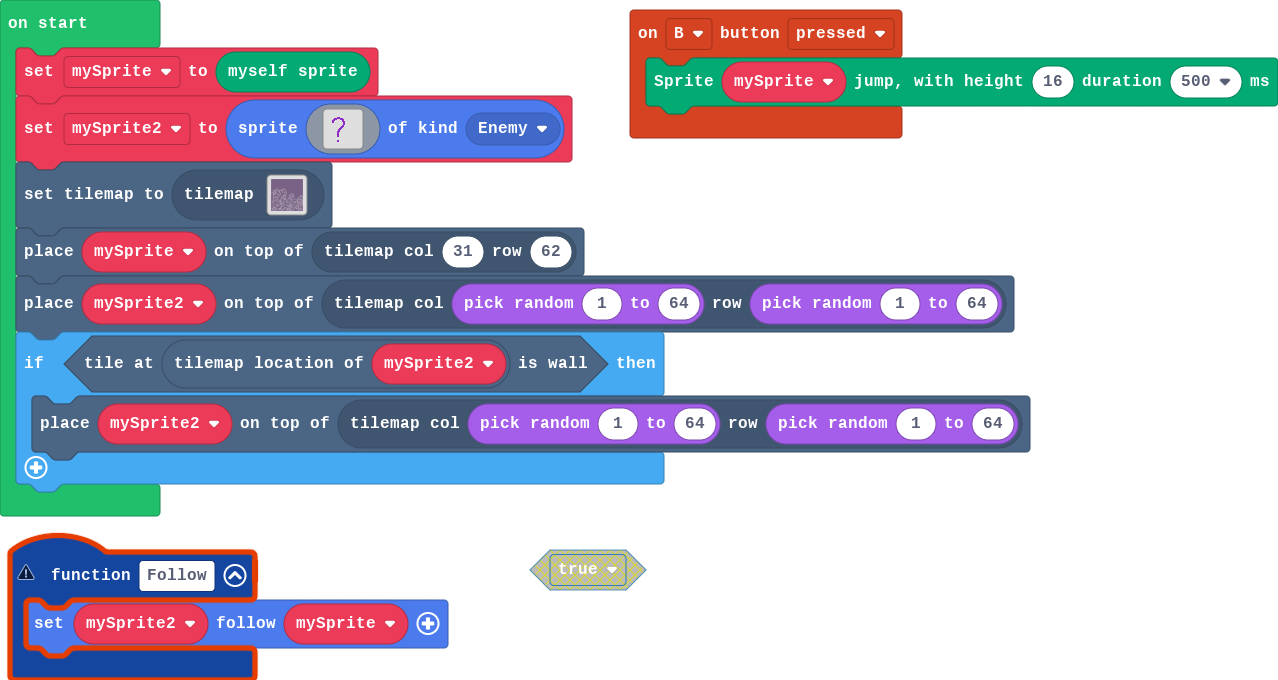 on start
set mySprite to myself sprite
set mySprite2 to sprite ? of kind Enemy
set tilemap to tilemap
place mySprite on top of tilemap col 31 row 62
place mySprite2 on top of tilemap col pick random 1 to 64 row pick random 1 to 64
if tile at tilemap location of mySprite2 is wall then
place mySprite2 on top of tilemap col pick random 1 to 64 row pick random 1 to 64
on B button pressed
Sprite mySprite jump, with height 16 duration 500 ms
function Follow
set mySprite2 follow mySprite
true